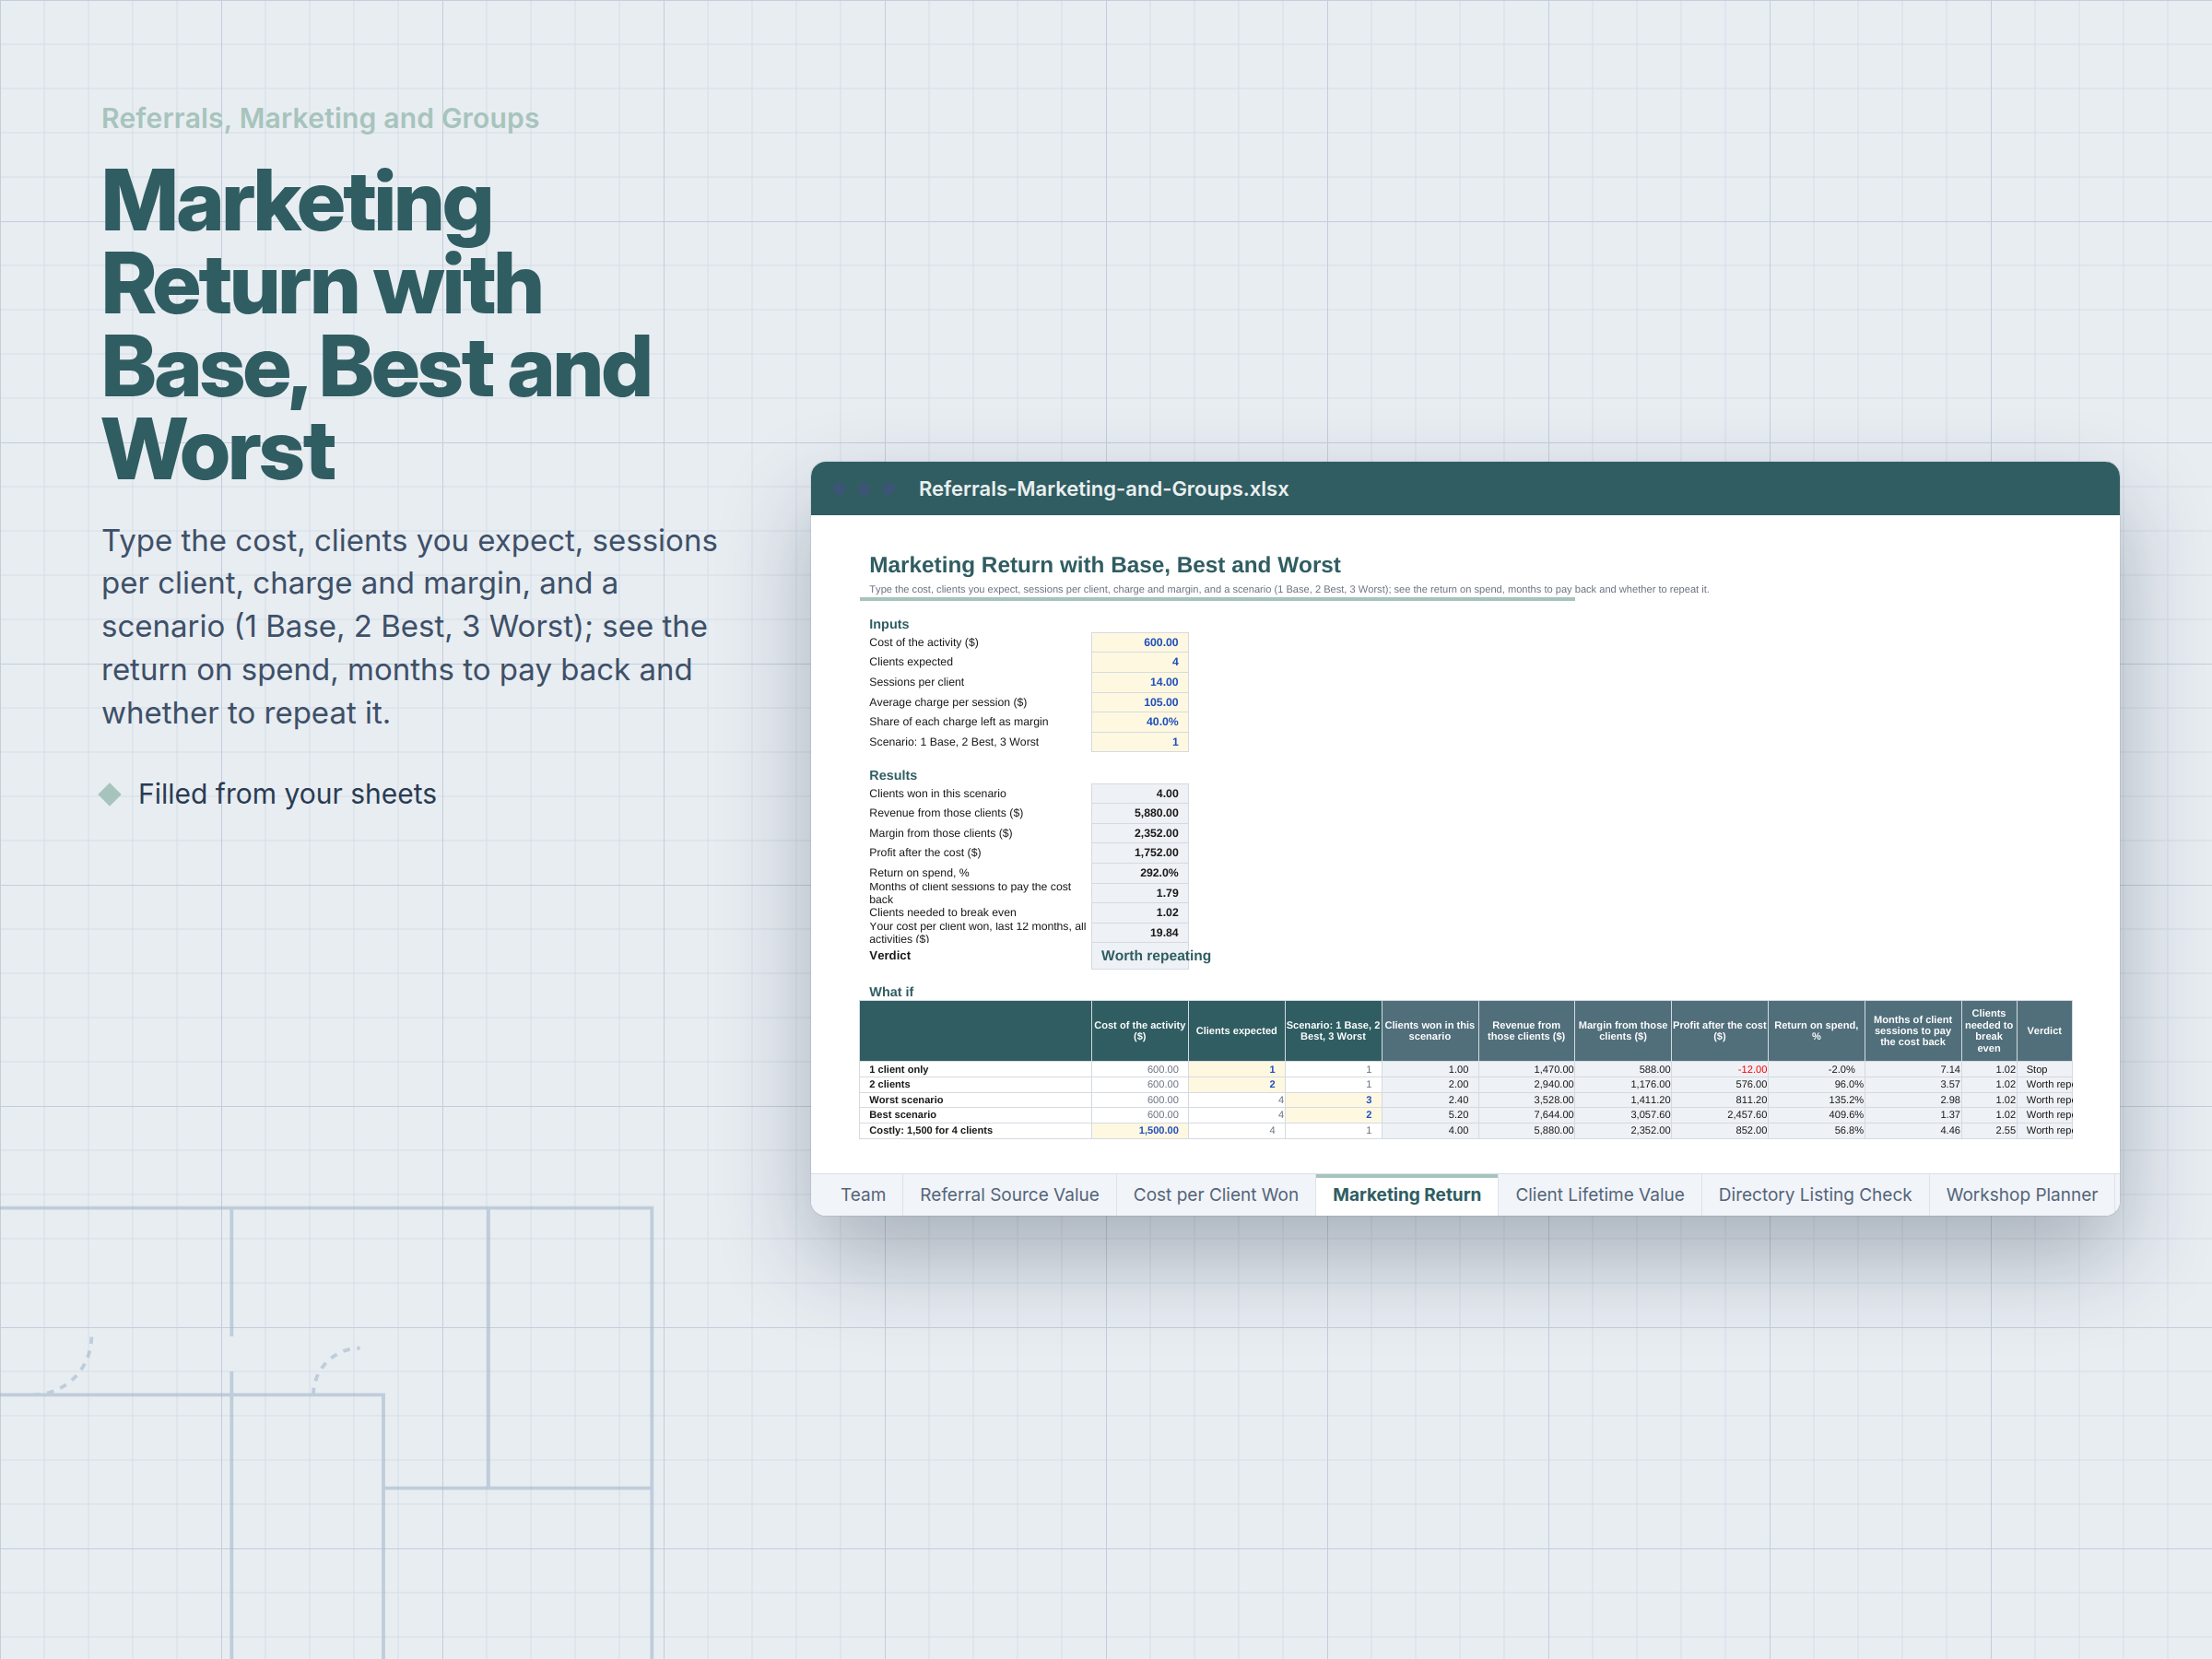 Referrals, Marketing and Groups
Marketing
Return with
Base, Best and
Worst
Type the cost, clients you expect, sessions
per client, charge and margin, and a
scenario (1 Base, 2 Best, 3 Worst); see the
return on spend, months to pay back and
whether to repeat it.
Filled from your sheets
Referrals-Marketing-and-Groups.xlsx
Marketing Return with Base, Best and Worst
Type the cost, clients you expect, sessions per client, charge and margin, and a scenario (1 Base, 2 Best, 3 Worst); see the return on spend, months to pay back and whether to repeat it.
Inputs
Cost of the activity ($) 600.00
Clients expected 4
Sessions per client 14.00
Average charge per session ($) 105.00
Share of each charge left as margin 40.0%
Scenario: 1 Base, 2 Best, 3 Worst 1
Results
Clients won in this scenario 4.00
Revenue from those clients ($) 5,880.00
Margin from those clients ($) 2,352.00
Profit after the cost ($) 1,752.00
Return on spend, % 292.0%
Months of client sessions to pay the cost
back 1.79
Clients needed to break even 1.02
Your cost per client won, last 12 months, all
activities ($) 19.84
Verdict Worth repeating
What if
Cost of the activity
($)
Clients expected
Scenario: 1 Base, 2
Best, 3 Worst
Clients won in this
scenario
Revenue from
those clients ($)
Margin from those
clients ($)
Profit after the cost
($)
Return on spend,
%
Months of client
sessions to pay
the cost back
Clients
needed to
break
even
Verdict
1 client only 600.00 1 1 1.00 1,470.00 588.00 -12.00 -2.0% 7.14 1.02 Stop
2 clients 600.00 2 1 2.00 2,940.00 1,176.00 576.00 96.0% 3.57 1.02 Worth rep
Worst scenario 600.00 4 3 2.40 3,528.00 1,411.20 811.20 135.2% 2.98 1.02 Worth rep
Best scenario 600.00 4 2 5.20 7,644.00 3,057.60 2,457.60 409.6% 1.37 1.02 Worth rep
Costly: 1,500 for 4 clients 1,500.00 4 1 4.00 5,880.00 2,352.00 852.00 56.8% 4.46 2.55 Worth rep
Team Referral Source Value Cost per Client Won Marketing Return Client Lifetime Value Directory Listing Check Workshop Planner